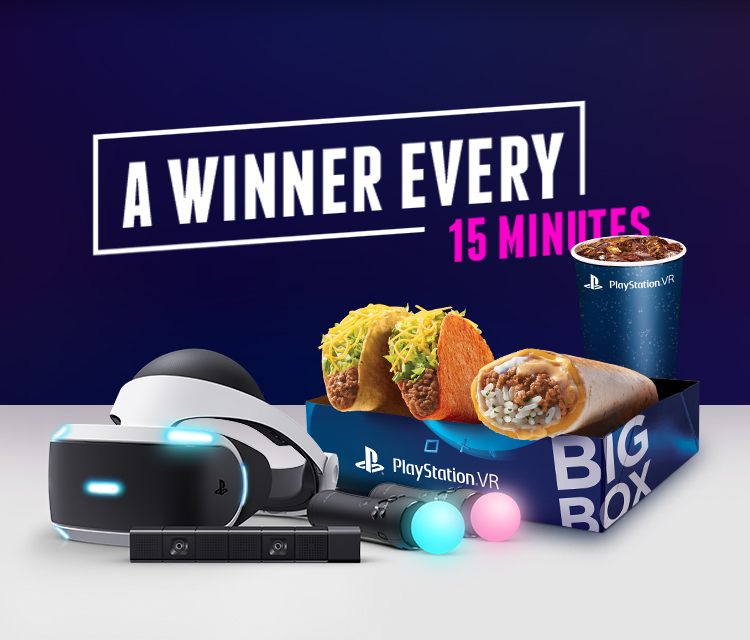 A WINNER EVERY
15 MINUTES
PlayStation.VR
PlayStation.VR
BIG
BOX